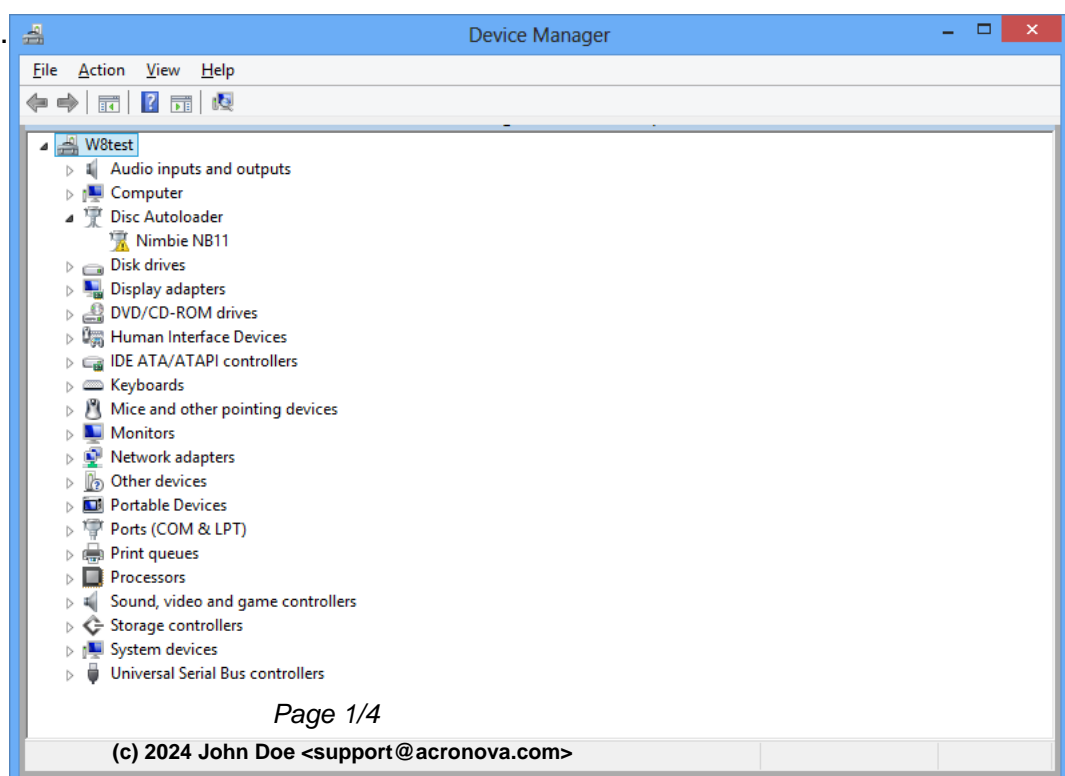 Device Manager
File Action View Help
W8test
Audio inputs and outputs
Computer
Disc Autoloader
Nimbie NB11
Disk drives
Display adapters
DVD/CD-ROM drives
Human Interface Devices
IDE ATA/ATAPI controllers
Keyboards
Mice and other pointing devices
Monitors
Network adapters
Other devices
Portable Devices
Ports (COM & LPT)
Print queues
Processors
Sound, video and game controllers
Storage controllers
System devices
Universal Serial Bus controllers
Page 1/4
(c) 2024 John Doe <support@acronova.com>